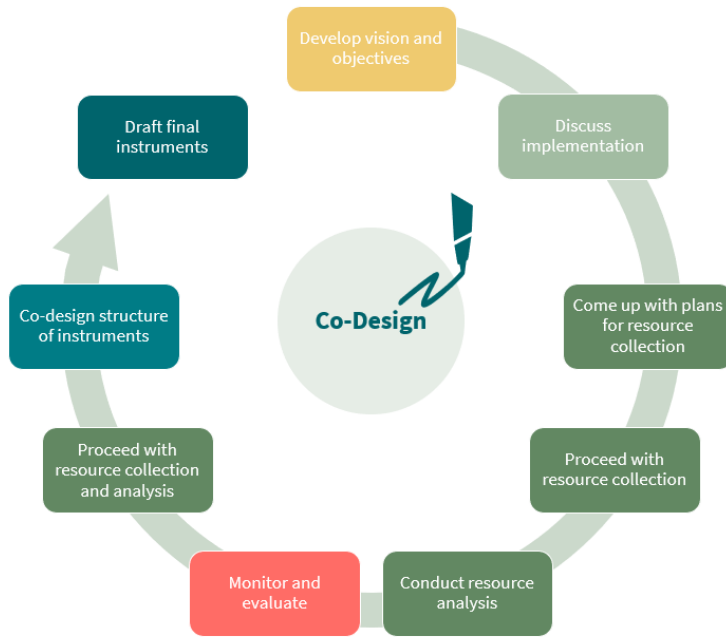 Develop vision and
objectives
Discuss
implementation
Come up with plans
for resource
collection
Proceed with
resource collection
Conduct resource
analysis
Monitor and
evaluate
Proceed with
resource collection
and analysis
Co-design structure
of instruments
Draft final
instruments
Co-Design